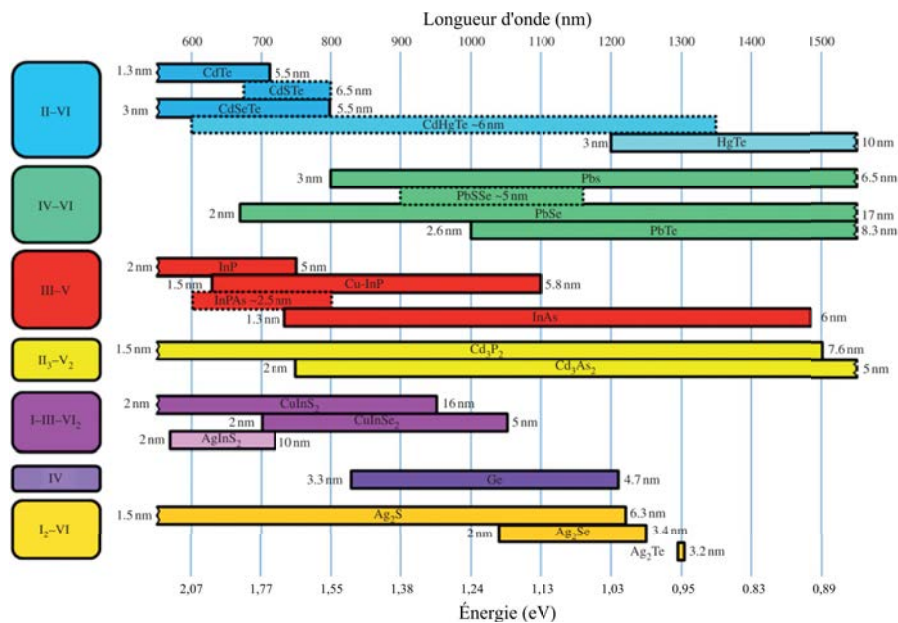 Longueur d'onde (nm)
600 700 800 900 1000 1100 1200 1300 1400 1500
II–VI
1.3 nm CdTe 5.5 nm
CdSTe 6.5 nm
3 nm CdSeTe 5.5 nm
CdHgTe ~6 nm
3 nm HgTe 10 nm
IV–VI
3 nm Pbs 6.5 nm
PbSSe ~5 nm
2 nm PbSe 17 nm
2.6 nm PbTe 8.3 nm
III–V
2 nm InP 5 nm
1.5 nm Cu-InP 5.8 nm
InPAs ~2.5 nm
1.3 nm InAs 6 nm
II₃–V₂
1.5 nm Cd₃P₂ 7.6 nm
2 nm Cd₃As₂ 5 nm
I–III–VI₂
2 nm CuInS₂ 16 nm
2 nm CuInSe₂ 5 nm
2 nm AgInS₂ 10 nm
IV
3.3 nm Ge 4.7 nm
I₂–VI
1.5 nm Ag₂S 6.3 nm
2 nm Ag₂Se 3.4 nm
Ag₂Te 3.2 nm
2,07 1,77 1,55 1,38 1,24 1,13 1,03 0,95 0.83 0,89
Énergie (eV)